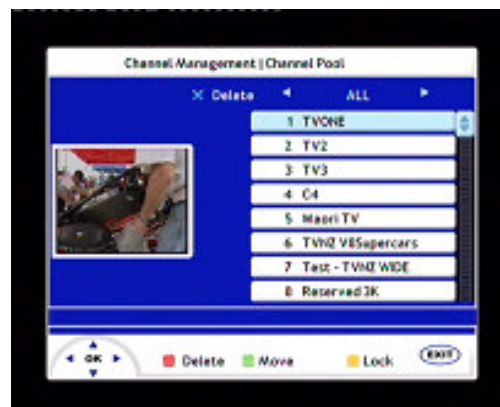 Channel Management | Channel Pool
✕ Delete ◄ ALL ►
1 TVONE
2 TV2
3 TV3
4 C4
5 Maori TV
6 TVNZ V8Supercars
7 Test - TVNZ WIDE
8 Reserved 3K
OK Delete Move Lock EXIT